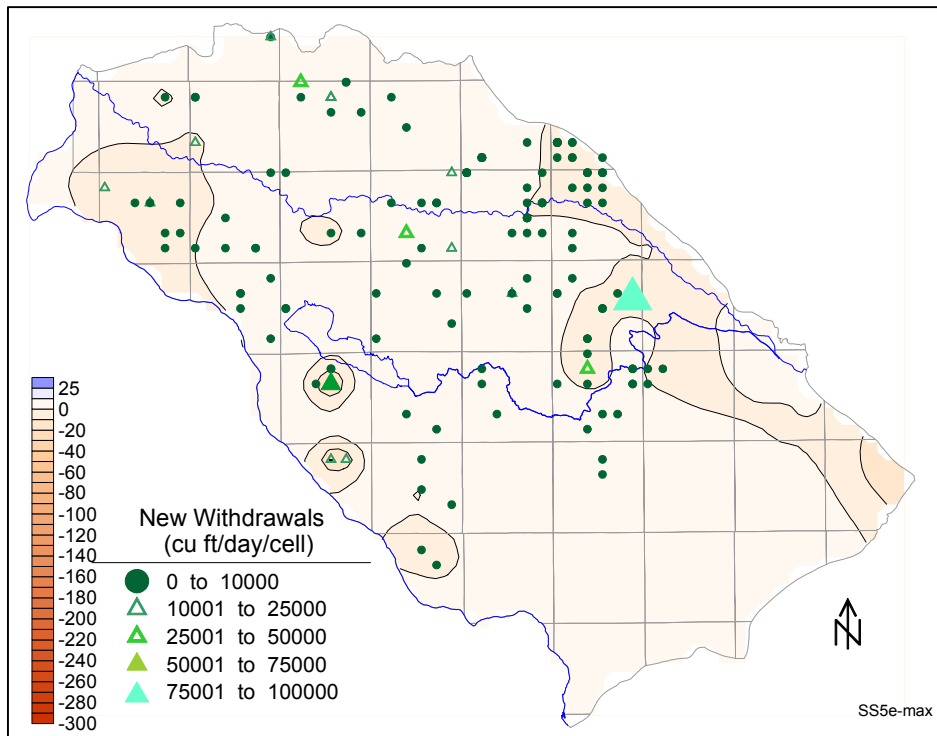 25
0
-20
-40
-60
-80
-100
-120
-140
-160
-180
-200
-220
-240
-260
-280
-300
New Withdrawals
(cu ft/day/cell)
0 to 10000
10001 to 25000
25001 to 50000
50001 to 75000
75001 to 100000
N
SS5e-max